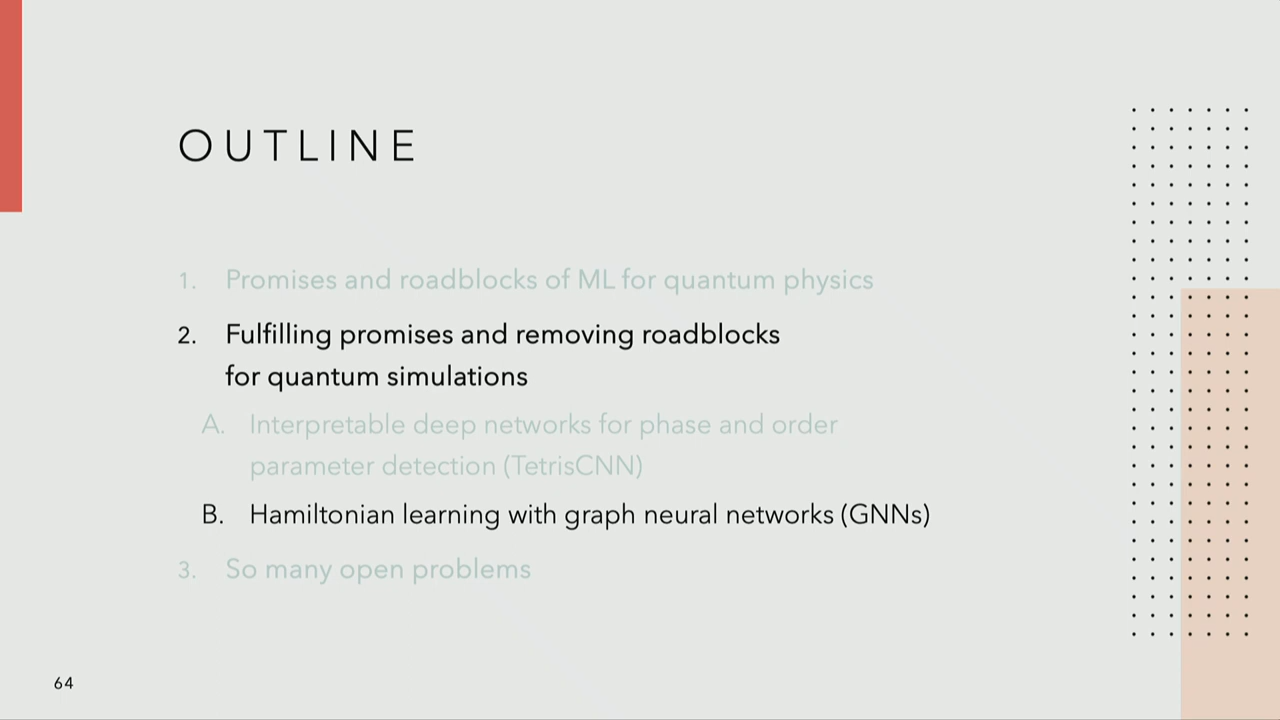 OUTLINE
1. Promises and roadblocks of ML for quantum physics
2. Fulfilling promises and removing roadblocks
for quantum simulations
A. Interpretable deep networks for phase and order
parameter detection (TetrisCNN)
B. Hamiltonian learning with graph neural networks (GNNs)
3. So many open problems
64